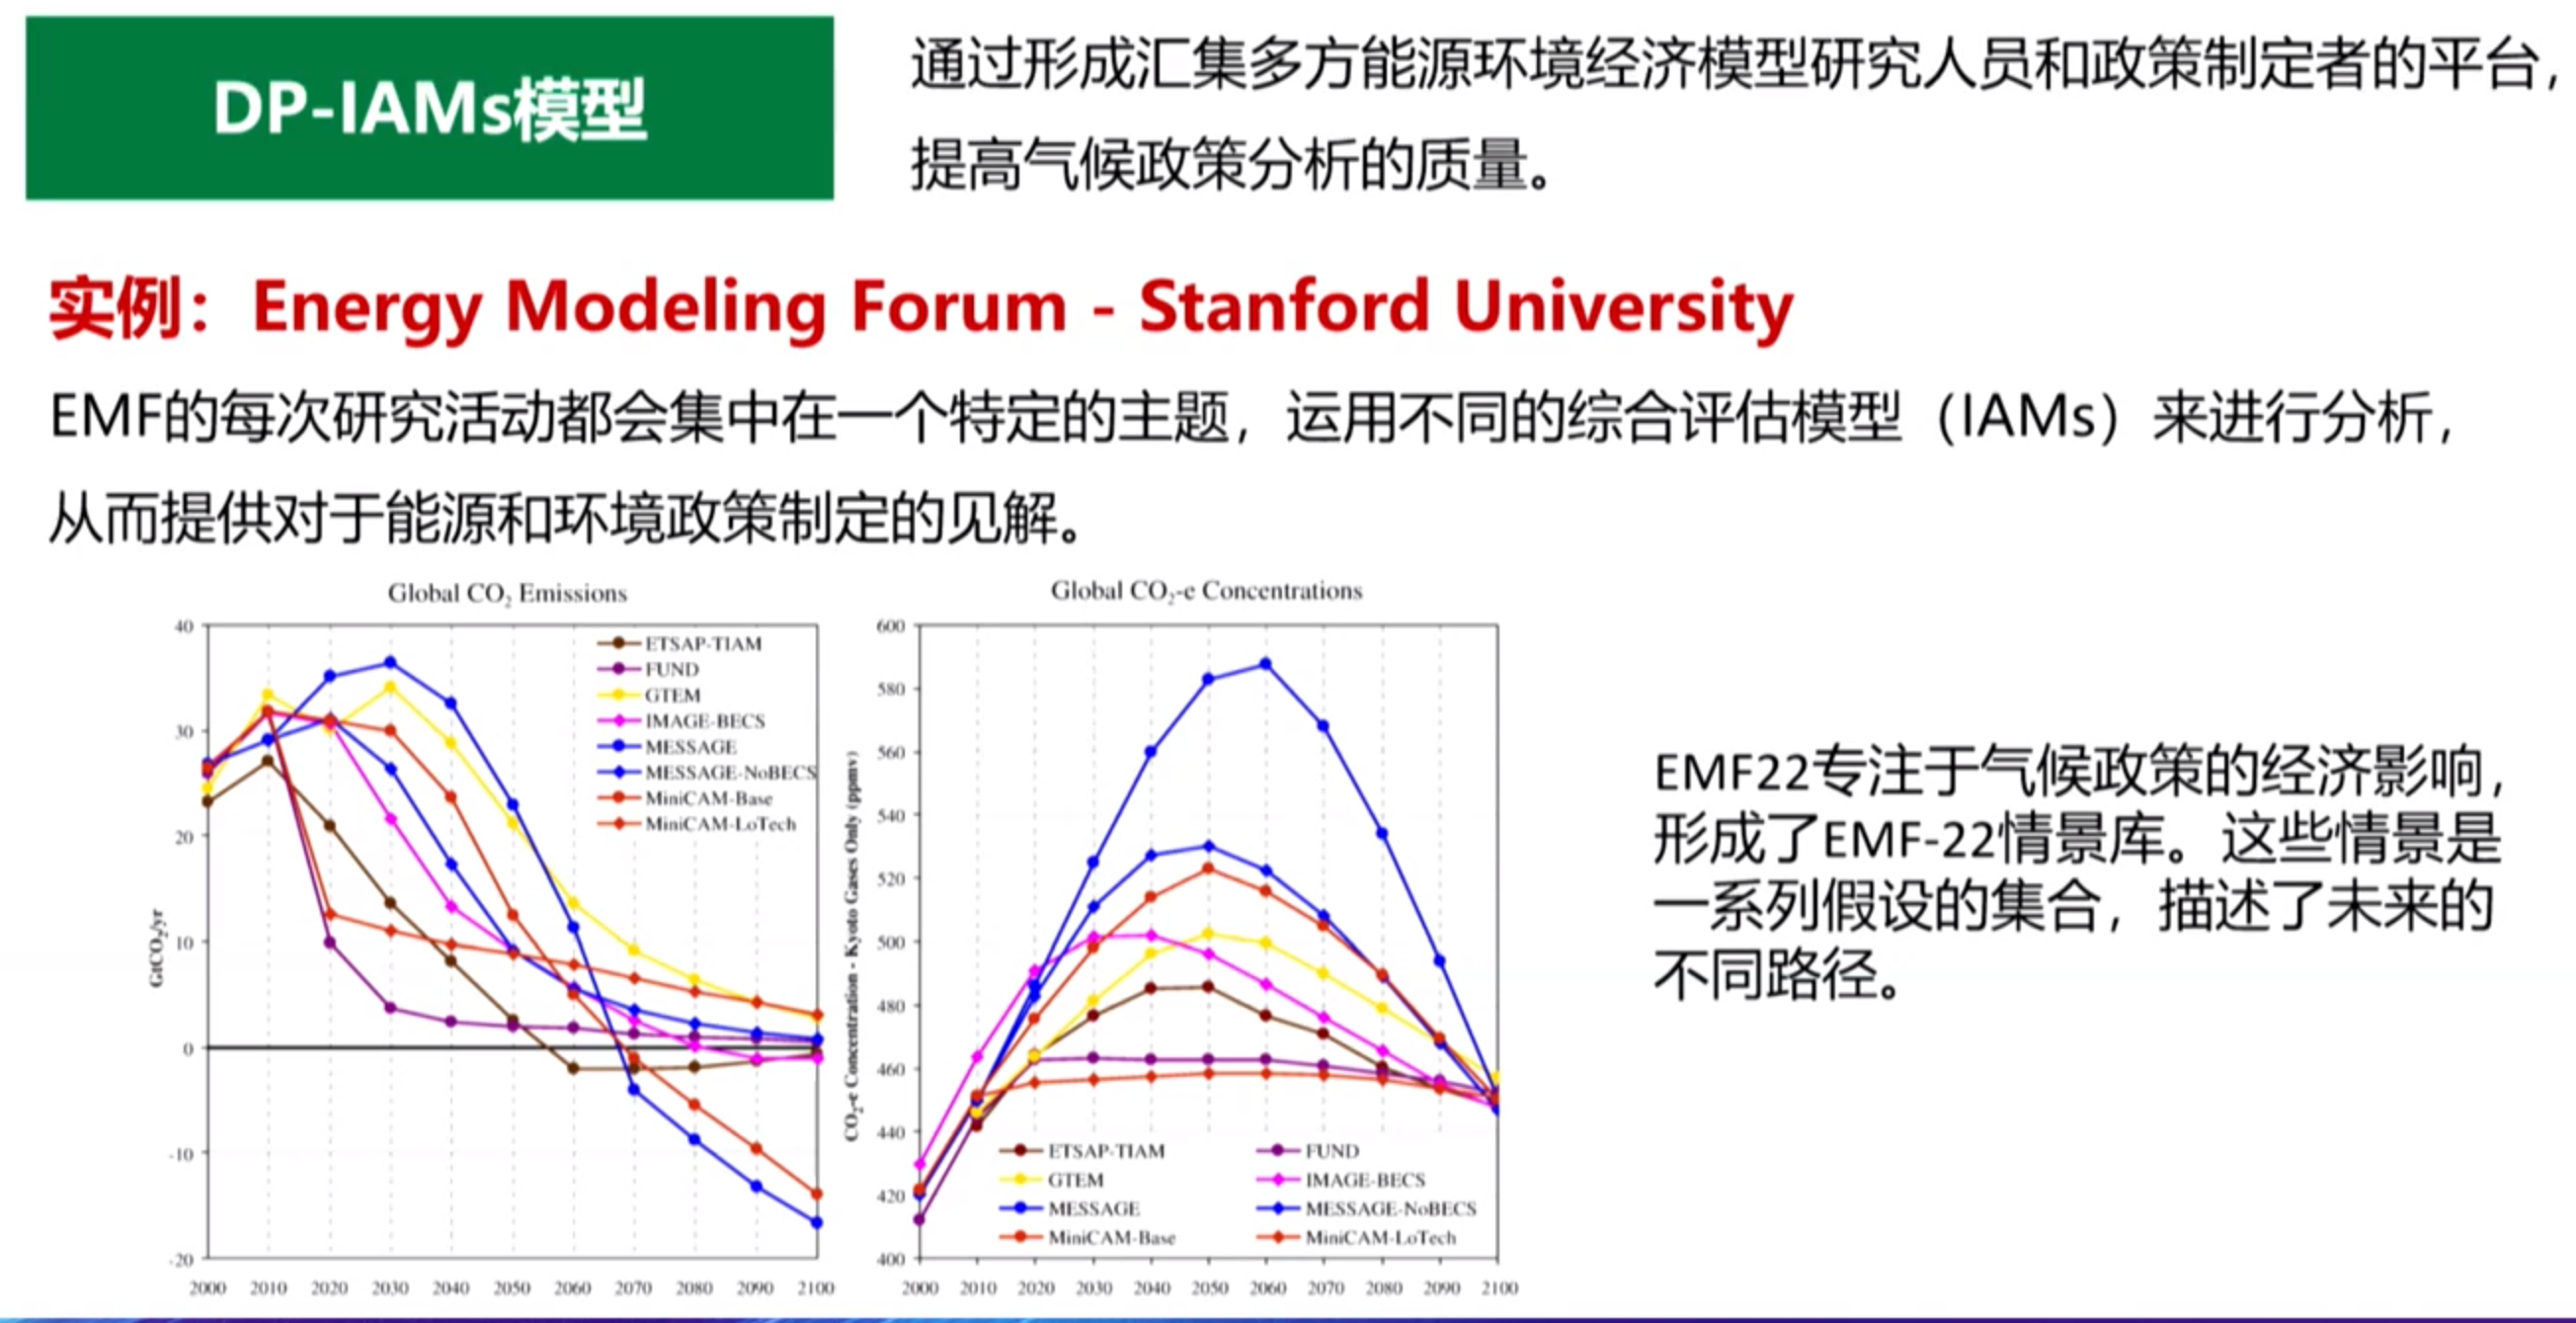 DP-IAMs模型
通过形成汇集多方能源环境经济模型研究人员和政策制定者的平台，
提高气候政策分析的质量。
实例：Energy Modeling Forum - Stanford University
EMF的每次研究活动都会集中在一个特定的主题，运用不同的综合评估模型（IAMs）来进行分析，
从而提供对于能源和环境政策制定的见解。
Global CO₂ Emissions
GtCO₂/yr
40
30
20
10
0
-10
-20
ETSAP-TIAM
FUND
GTEM
IMAGE-BECS
MESSAGE
MESSAGE-NoBECS
MiniCAM-Base
MiniCAM-LoTech
2000 2010 2020 2030 2040 2050 2060 2070 2080 2090 2100
Global CO₂-e Concentrations
CO₂-e Concentration - Kyoto Gases Only (ppmv)
600
580
560
540
520
500
480
460
440
420
400
ETSAP-TIAM FUND
GTEM IMAGE-BECS
MESSAGE MESSAGE-NoBECS
MiniCAM-Base MiniCAM-LoTech
2000 2010 2020 2030 2040 2050 2060 2070 2080 2090 2100
EMF22专注于气候政策的经济影响，
形成了EMF-22情景库。这些情景是
一系列假设的集合，描述了未来的
不同路径。